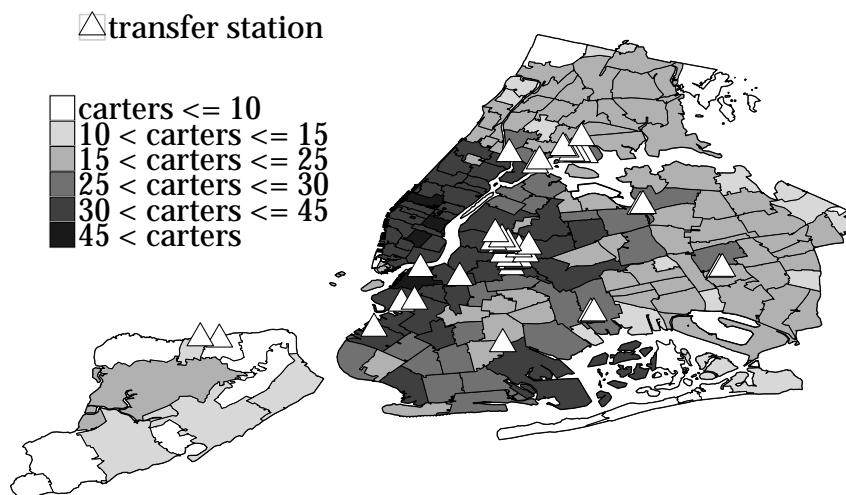 transfer station
carters <= 10
10 < carters <= 15
15 < carters <= 25
25 < carters <= 30
30 < carters <= 45
45 < carters